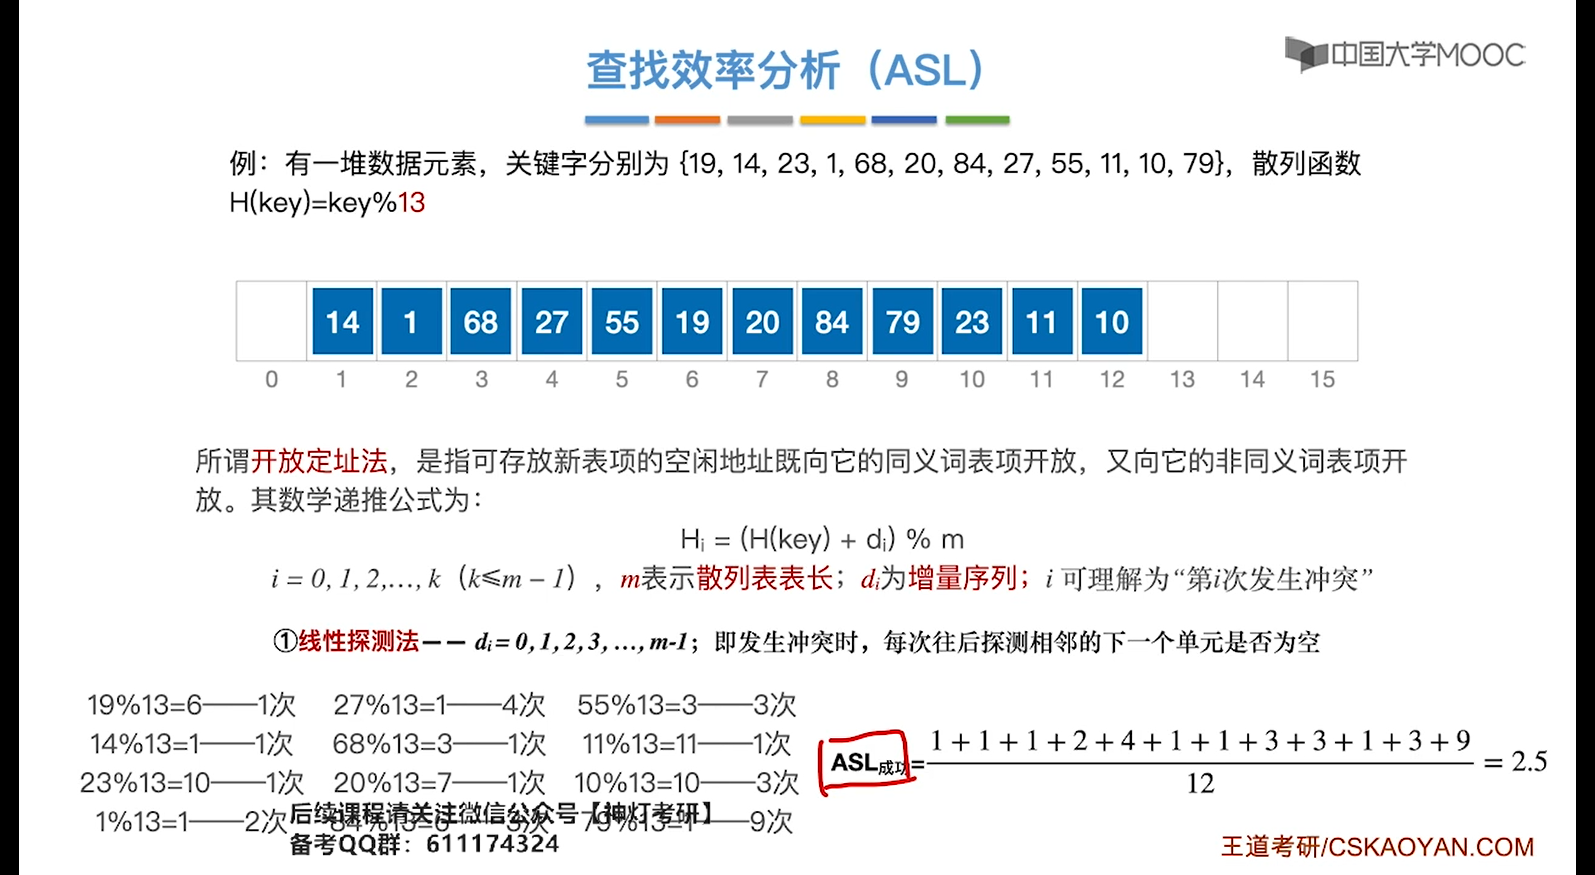 查找效率分析（ASL）
中国大学MOOC
例：有一堆数据元素，关键字分别为 {19, 14, 23, 1, 68, 20, 84, 27, 55, 11, 10, 79}，散列函数
H(key)=key%13
14 1 68 27 55 19 20 84 79 23 11 10
0 1 2 3 4 5 6 7 8 9 10 11 12 13 14 15
所谓开放定址法，是指可存放新表项的空闲地址既向它的同义词表项开放，又向它的非同义词表项开
放。其数学递推公式为：
Hᵢ = (H(key) + dᵢ) % m
i = 0, 1, 2,…, k（k≤m − 1），m表示散列表表长；dᵢ为增量序列；i 可理解为“第i次发生冲突”
①线性探测法—— dᵢ = 0, 1, 2, 3, …, m-1；即发生冲突时，每次往后探测相邻的下一个单元是否为空
19%13=6——1次 27%13=1——4次 55%13=3——3次
14%13=1——1次 68%13=3——1次 11%13=11——1次
23%13=10——1次 20%13=7——1次 10%13=10——3次
1%13=1——2次 84%13=6——3次 79%13=1——9次
ASL成功=
1 + 1 + 1 + 2 + 4 + 1 + 1 + 3 + 3 + 1 + 3 + 9
12
= 2.5
后续课程请关注微信公众号【神灯考研】
备考QQ群：611174324
王道考研/CSKAOYAN.COM